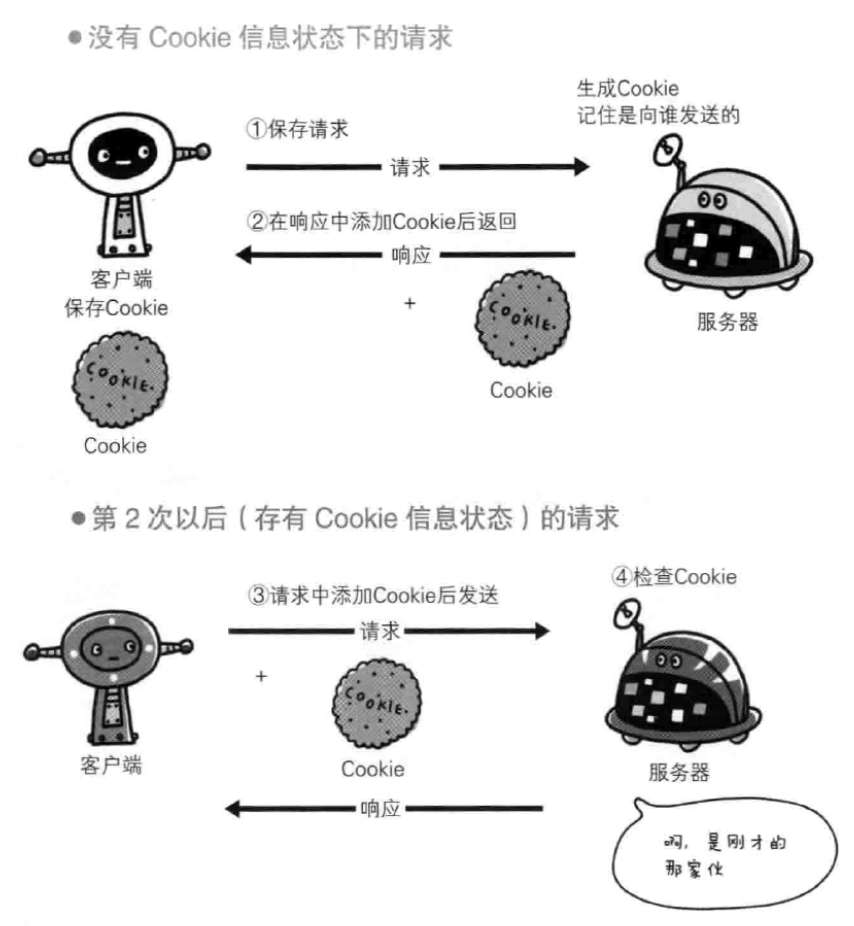 ●没有 Cookie 信息状态下的请求
生成Cookie
记住是向谁发送的
①保存请求
请求
②在响应中添加Cookie后返回
响应
客户端
保存Cookie
+
COOKIE.
服务器
Cookie
COOKIE.
Cookie
●第 2 次以后（存有 Cookie 信息状态）的请求
④检查Cookie
③请求中添加Cookie后发送
请求
+
COOKIE.
客户端
Cookie
服务器
响应
啊，是刚才的
那家伙